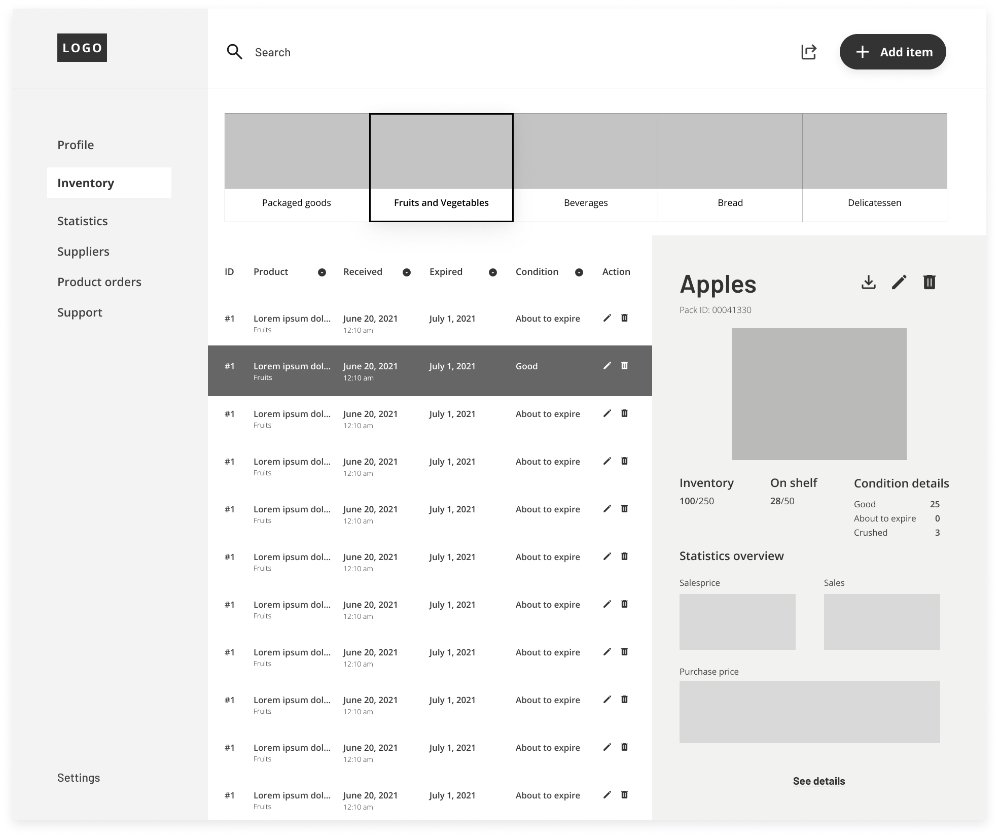 LOGO
Search
Add item
Profile
Inventory
Statistics
Suppliers
Product orders
Support
Settings
Packaged goods
Fruits and Vegetables
Beverages
Bread
Delicatessen
ID Product Received Expired Condition Action
#1 Lorem ipsum dol... June 20, 2021 July 1, 2021 About to expire
Fruits 12:10 am
#1 Lorem ipsum dol... June 20, 2021 July 1, 2021 Good
Fruits 12:10 am
#1 Lorem ipsum dol... June 20, 2021 July 1, 2021 About to expire
Fruits 12:10 am
#1 Lorem ipsum dol... June 20, 2021 July 1, 2021 About to expire
Fruits 12:10 am
#1 Lorem ipsum dol... June 20, 2021 July 1, 2021 About to expire
Fruits 12:10 am
#1 Lorem ipsum dol... June 20, 2021 July 1, 2021 About to expire
Fruits 12:10 am
#1 Lorem ipsum dol... June 20, 2021 July 1, 2021 About to expire
Fruits 12:10 am
#1 Lorem ipsum dol... June 20, 2021 July 1, 2021 About to expire
Fruits 12:10 am
#1 Lorem ipsum dol... June 20, 2021 July 1, 2021 About to expire
Fruits 12:10 am
#1 Lorem ipsum dol... June 20, 2021 July 1, 2021 About to expire
Fruits 12:10 am
#1 Lorem ipsum dol... June 20, 2021 July 1, 2021 About to expire
Fruits 12:10 am
Apples
Pack ID: 00041330
Inventory
100/250
On shelf
28/50
Condition details
Good 25
About to expire 0
Crushed 3
Statistics overview
Salesprice
Sales
Purchase price
See details